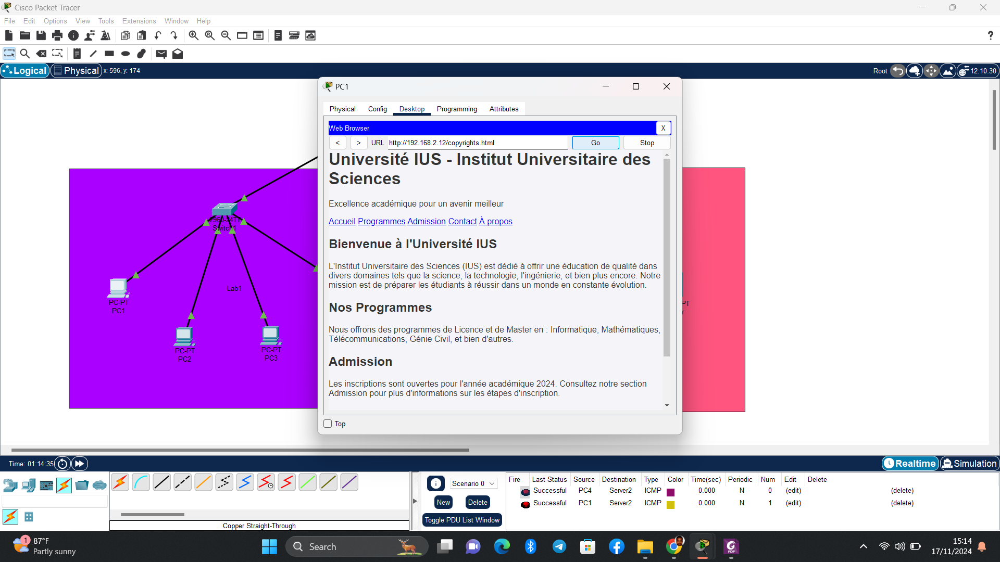 Cisco Packet Tracer
File Edit Options View Tools Extensions Window Help
?
Logical Physical x: 596, y: 174 Root 12:10:30
PC1
Physical Config Desktop Programming Attributes
Web Browser X
< > URL http://192.168.2.12/copyrights.html Go Stop
Université IUS - Institut Universitaire des
Sciences
Excellence académique pour un avenir meilleur
Accueil Programmes Admission Contact À propos
Bienvenue à l'Université IUS
L'Institut Universitaire des Sciences (IUS) est dédié à offrir une éducation de qualité dans
divers domaines tels que la science, la technologie, l'ingénierie, et bien plus encore. Notre
mission est de préparer les étudiants à réussir dans un monde en constante évolution.
Nos Programmes
Nous offrons des programmes de Licence et de Master en : Informatique, Mathématiques,
Télécommunications, Génie Civil, et bien d'autres.
Admission
Les inscriptions sont ouvertes pour l'année académique 2024. Consultez notre section
Admission pour plus d'informations sur les étapes d'inscription.
Top
2960-24TT
Switch1
Lab1
PC-PT
PC1
PC-PT
PC2
PC-PT
PC3
PT
r
Time: 01:14:35 Realtime Simulation
Copper Straight-Through
Scenario 0
New Delete
Toggle PDU List Window
Fire Last Status Source Destination Type Color Time(sec) Periodic Num Edit Delete
Successful PC4 Server2 ICMP 0.000 N 0 (edit) (delete)
Successful PC1 Server2 ICMP 0.000 N 1 (edit) (delete)
1
87°F
Partly sunny
Search
PDF
15:14
17/11/2024